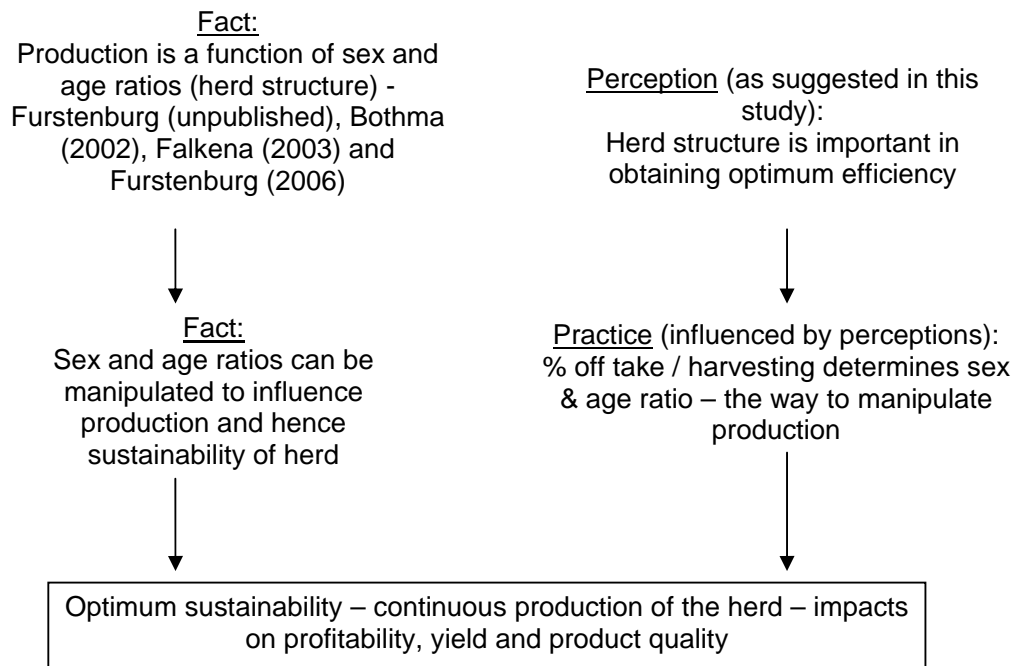 Fact:
Production is a function of sex and
age ratios (herd structure) -
Furstenburg (unpublished), Bothma
(2002), Falkena (2003) and
Furstenburg (2006)
Perception (as suggested in this
study):
Herd structure is important in
obtaining optimum efficiency
Fact:
Sex and age ratios can be
manipulated to influence
production and hence
sustainability of herd
Practice (influenced by perceptions):
% off take / harvesting determines sex
& age ratio – the way to manipulate
production
Optimum sustainability – continuous production of the herd – impacts
on profitability, yield and product quality